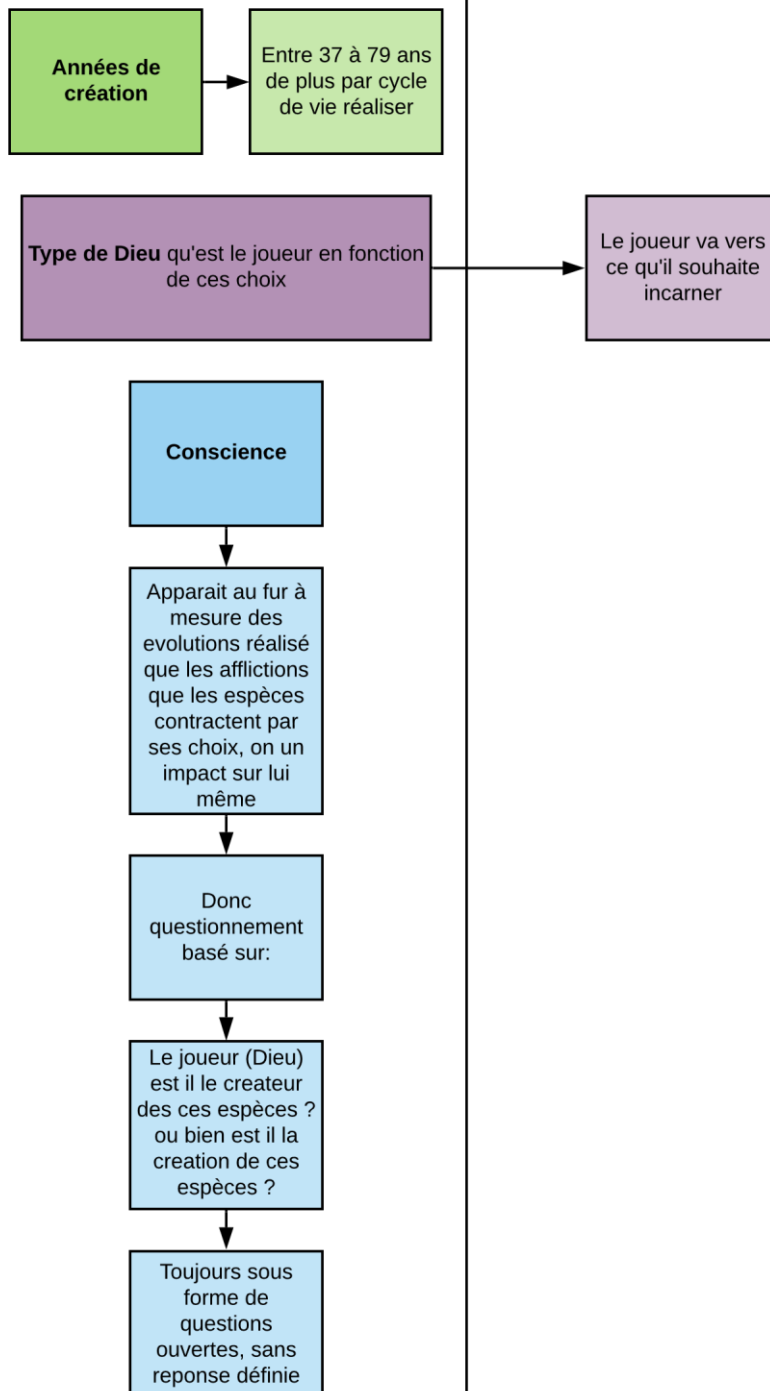 Années de
création
Entre 37 à 79 ans
de plus par cycle
de vie réaliser
Type de Dieu qu'est le joueur en fonction
de ces choix
Le joueur va vers
ce qu'il souhaite
incarner
Conscience
Apparait au fur à
mesure des
evolutions réalisé
que les afflictions
que les espèces
contractent par
ses choix, on un
impact sur lui
même
Donc
questionnement
basé sur:
Le joueur (Dieu)
est il le createur
des ces espèces ?
ou bien est il la
creation de ces
espèces ?
Toujours sous
forme de
questions
ouvertes, sans
reponse définie